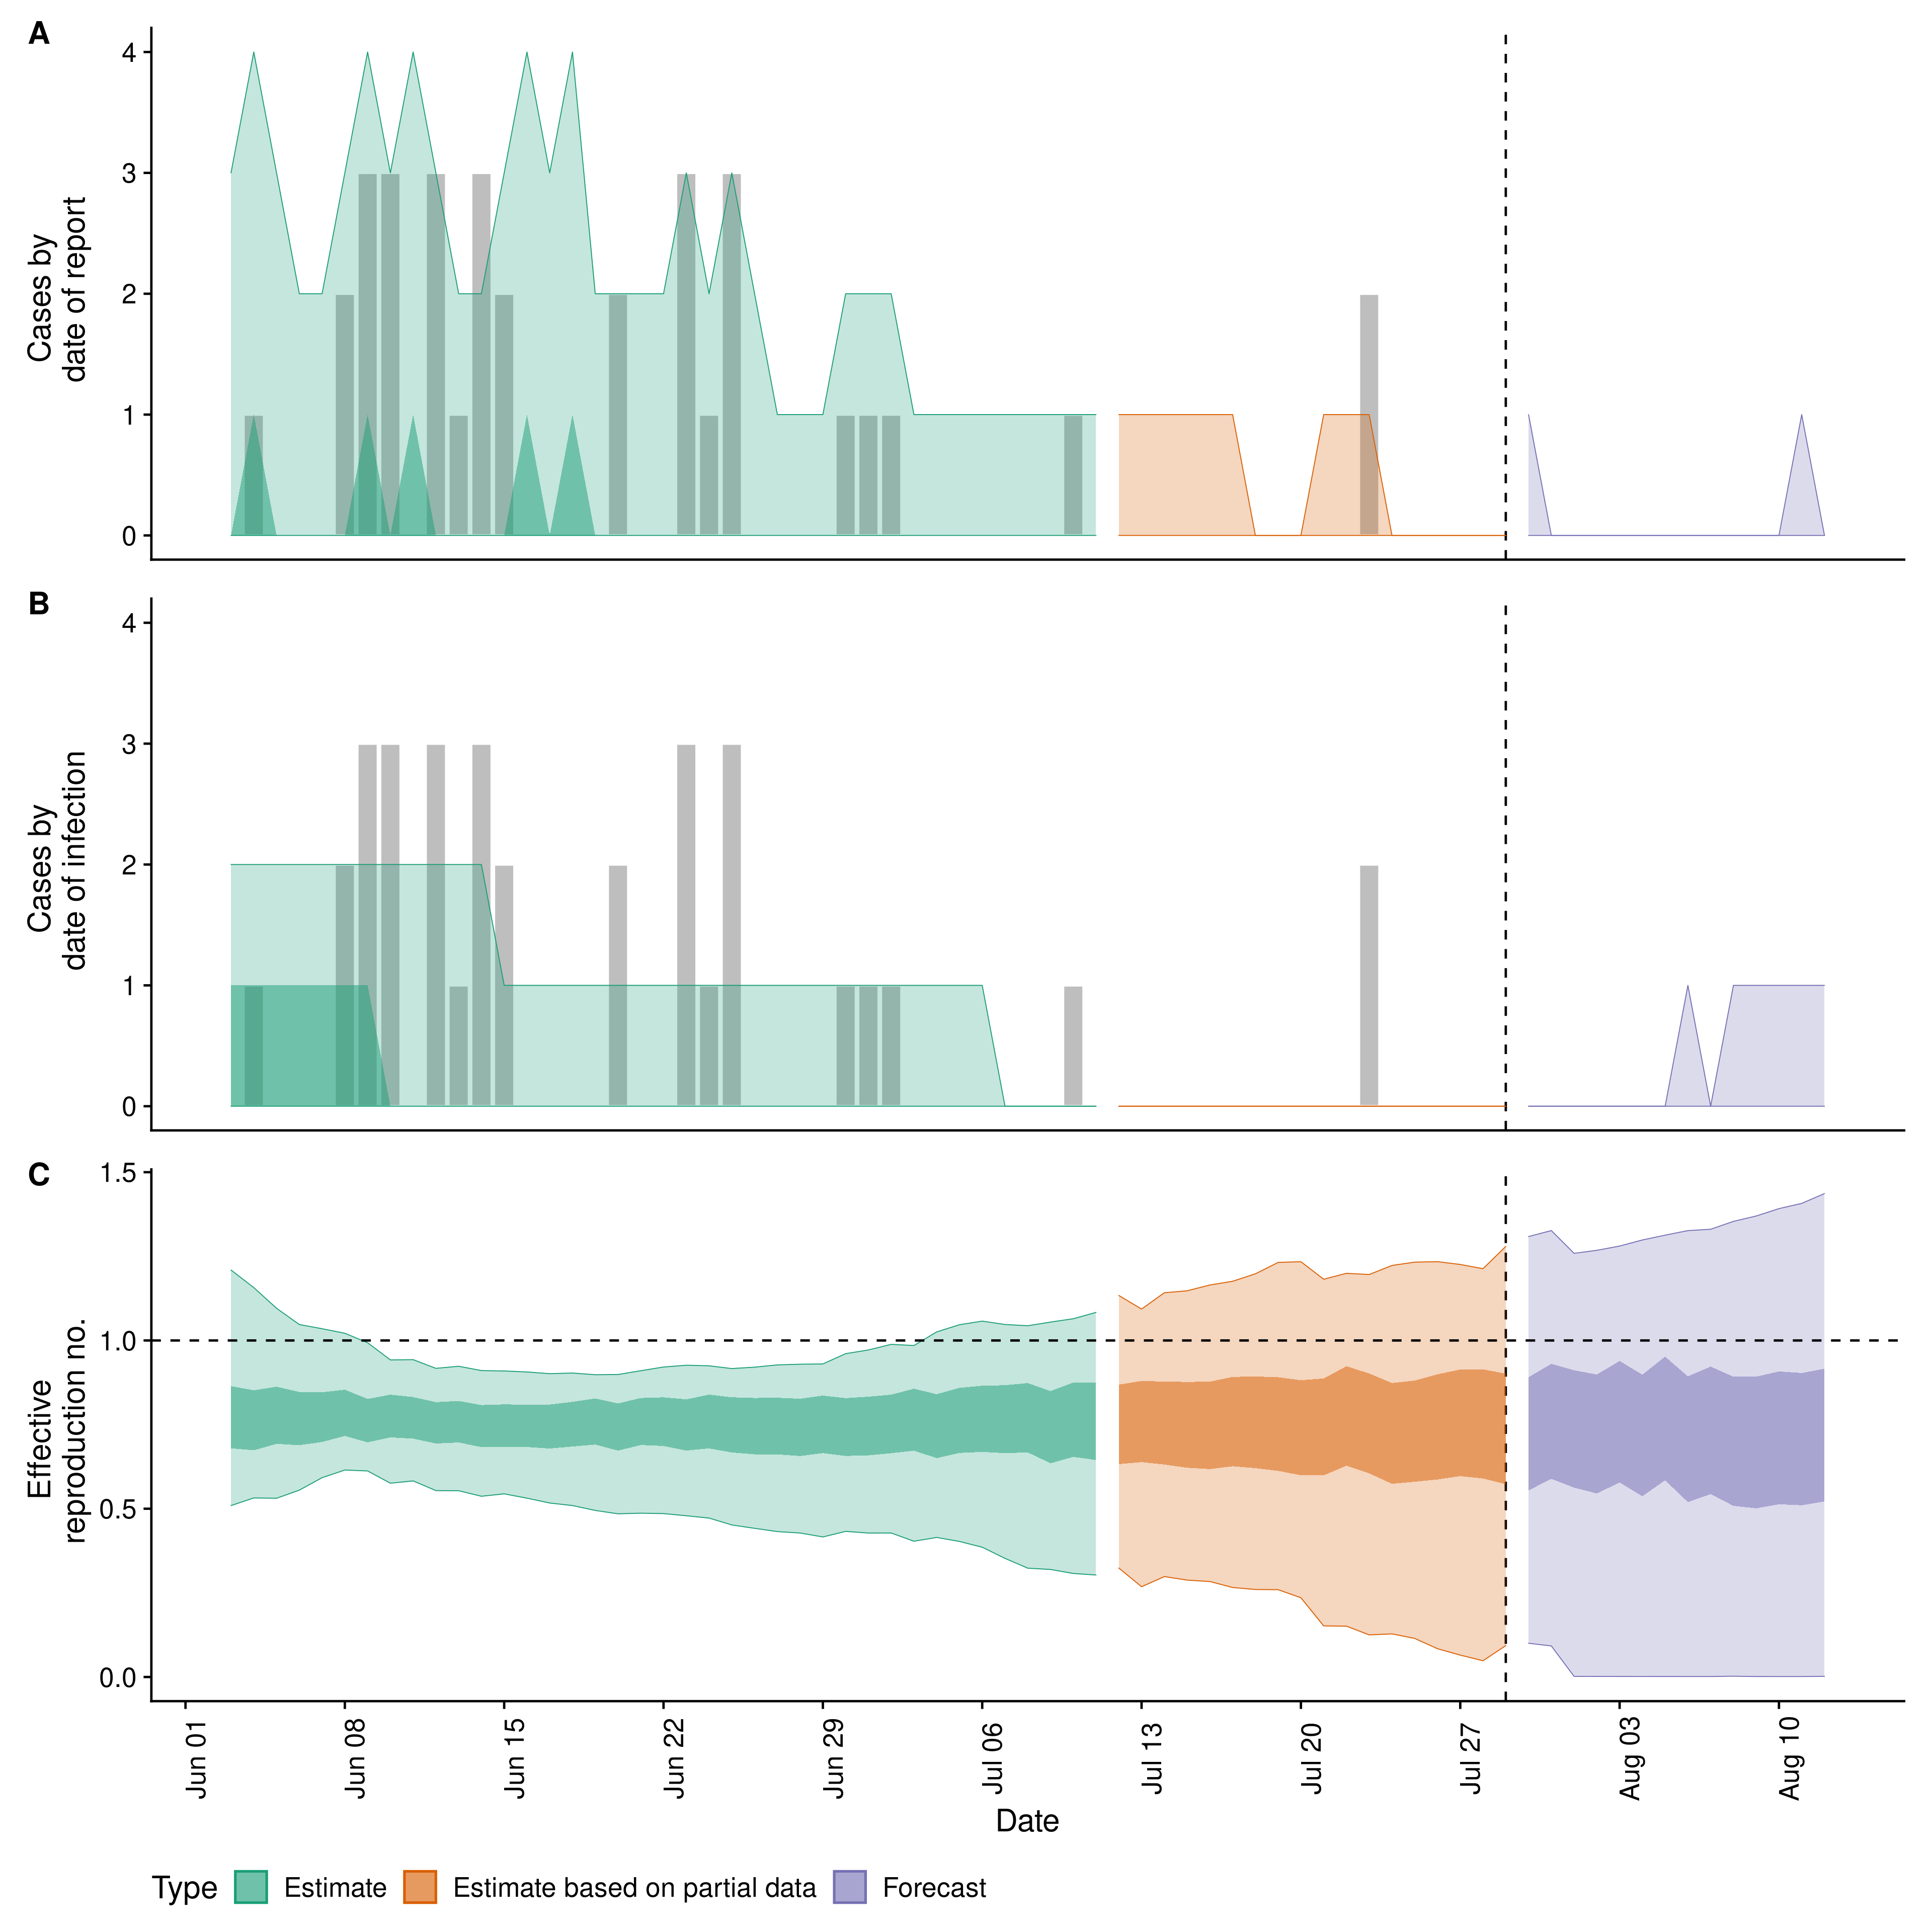 A
4
3
2
1
0
Cases by
date of report
B
4
3
2
1
0
Cases by
date of infection
C
1.5
1.0
0.5
0.0
Effective
reproduction no.
Jun 01
Jun 08
Jun 15
Jun 22
Jun 29
Jul 06
Jul 13
Jul 20
Jul 27
Aug 03
Aug 10
Date
Type Estimate Estimate based on partial data Forecast